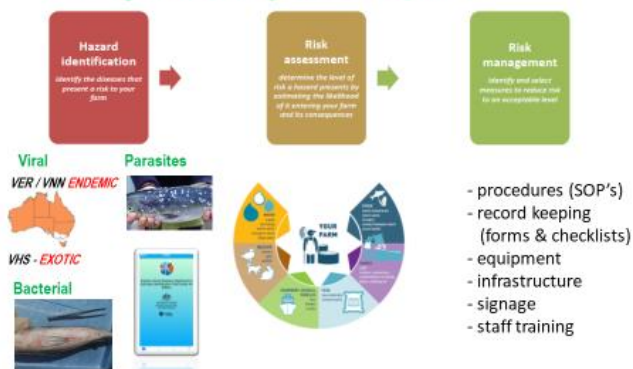 Hazard
identification
identify the diseases that
present a risk to your
farm
Risk
assessment
determine the level of
risk a hazard presents by
estimating the likelihood
of it entering your farm
and its consequences
Risk
management
Identify and select
measures to reduce risk
to an acceptable level
Viral
VER / VNN ENDEMIC
VHS - EXOTIC
Bacterial
Parasites
YOUR
FARM
- procedures (SOP's)
- record keeping
(forms & checklists)
- equipment
- infrastructure
- signage
- staff training